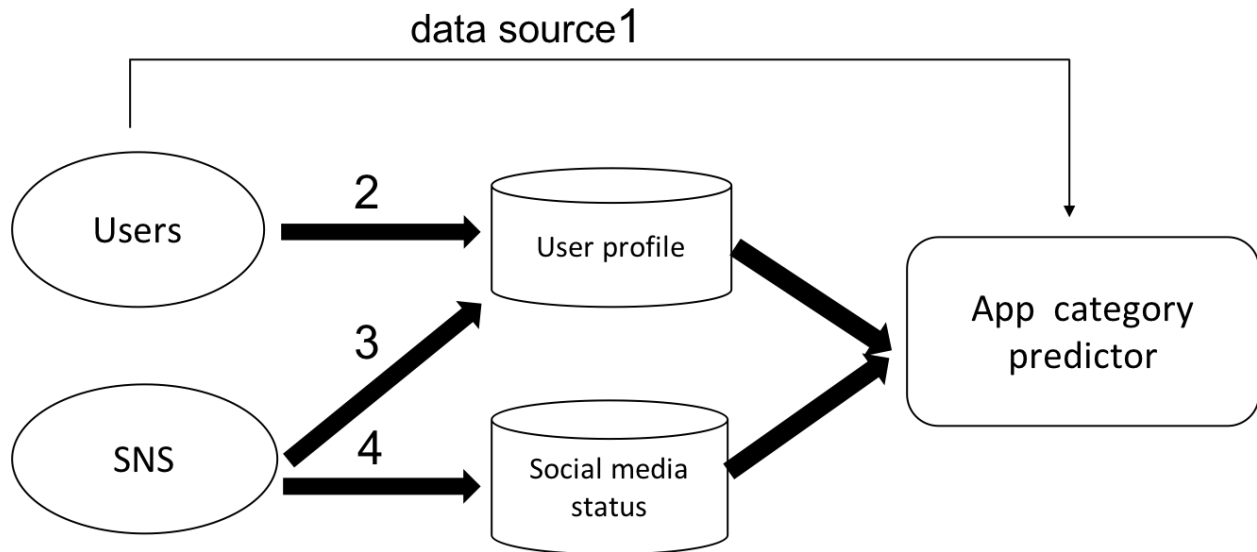 data source1
Users
2
User profile
App category
predictor
3
SNS
4
Social media
status